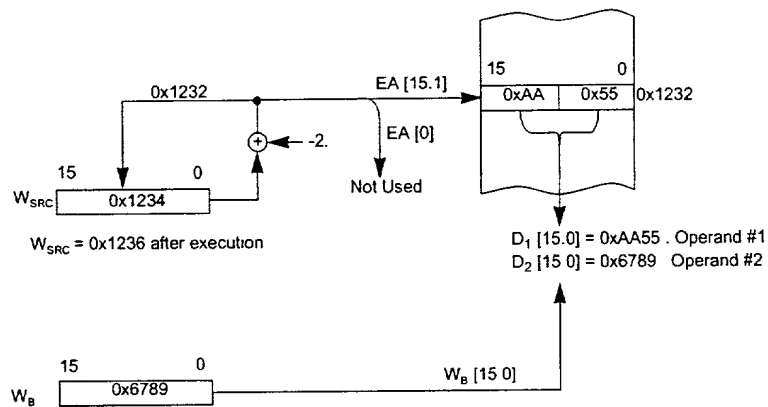 15 0
0x1232 EA [15.1]
0xAA 0x55 0x1232
EA [0]
-2.
15 0
Not Used
WSRC 0x1234
WSRC = 0x1236 after execution
D1 [15.0] = 0xAA55 . Operand #1
D2 [15 0] = 0x6789 Operand #2
15 0
WB [15 0]
WB 0x6789